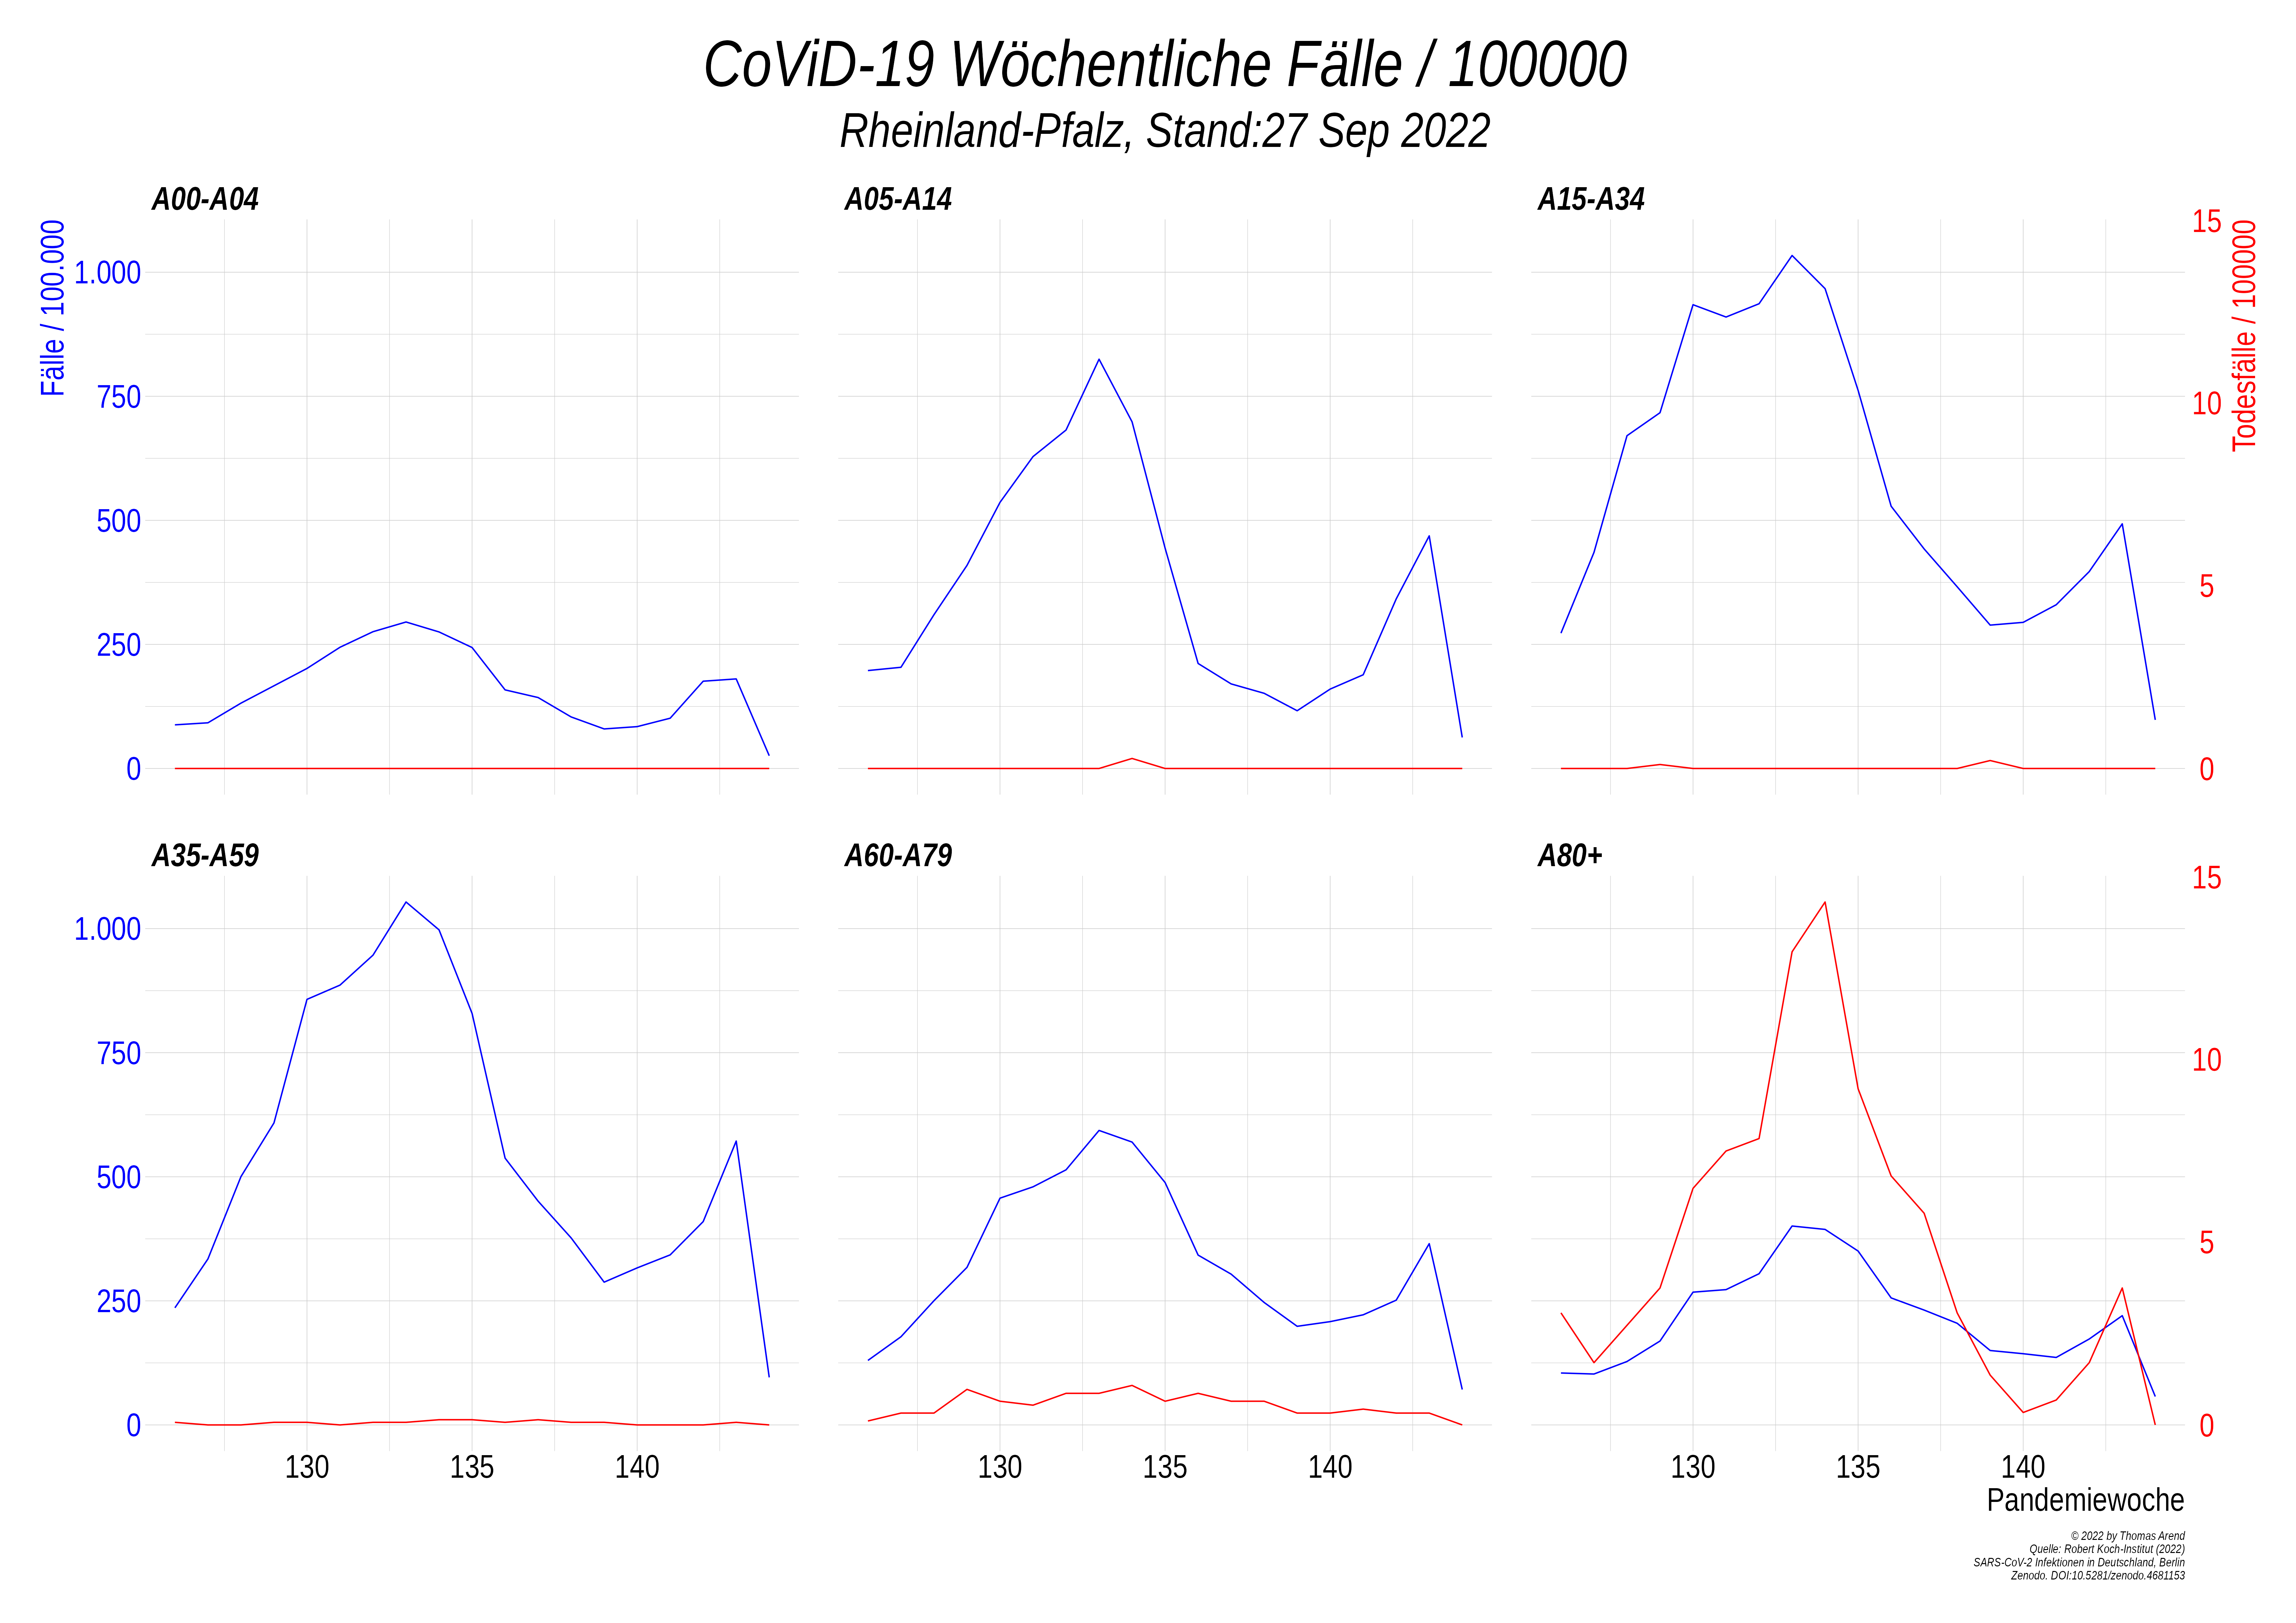 CoViD-19 Wöchentliche Fälle / 100000
Rheinland-Pfalz, Stand:27 Sep 2022
A00-A04
A05-A14
A15-A34
Fälle / 100.000
1.000
750
500
250
0
15
10
5
0
Todesfälle / 100000
A35-A59
A60-A79
A80+
1.000
750
500
250
0
15
10
5
0
130 135 140
130 135 140
130 135 140
Pandemiewoche
© 2022 by Thomas Arend
Quelle: Robert Koch-Institut (2022)
SARS-CoV-2 Infektionen in Deutschland, Berlin
Zenodo. DOI:10.5281/zenodo.4681153